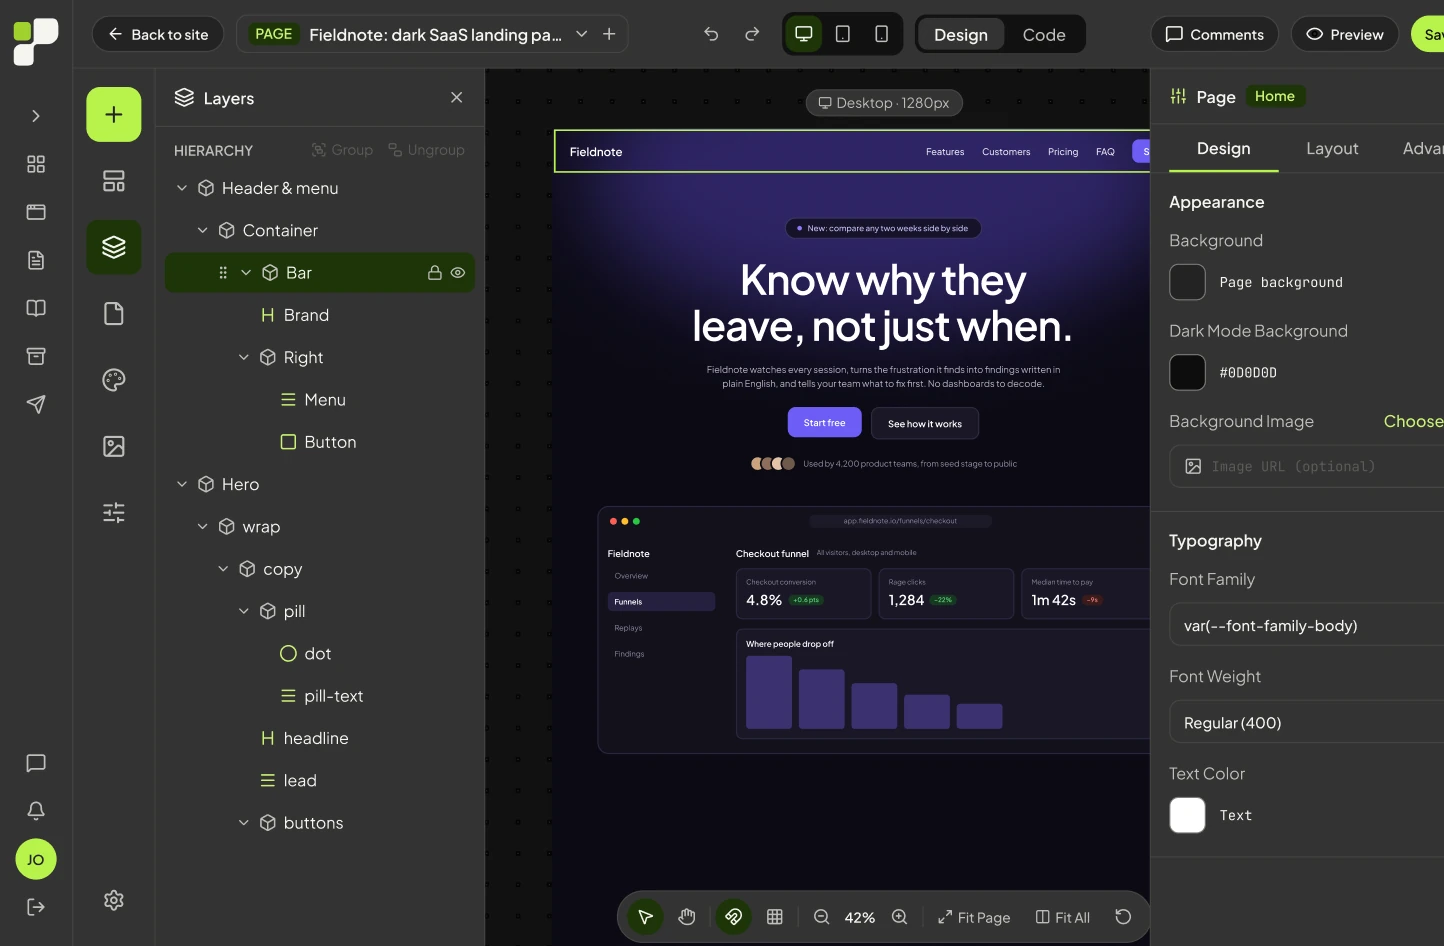 Back to site
PAGE Fieldnote: dark SaaS landing pa...
Design
Code
Comments
Preview
Layers
HIERARCHY
Group
Ungroup
Header & menu
Container
Bar
Brand
Right
Menu
Button
Hero
wrap
copy
pill
dot
pill-text
headline
lead
buttons
JO
Desktop · 1280px
Fieldnote
Features
Customers
Pricing
FAQ
New: compare any two weeks side by side
Know why they
leave, not just when.
Fieldnote watches every session, turns the frustration it finds into findings written in
plain English, and tells your team what to fix first. No dashboards to decode.
Start free
See how it works
Used by 4,200 product teams, from seed stage to public
app.fieldnote.io/funnels/checkout
Fieldnote
Overview
Funnels
Replays
Findings
Checkout funnel All visitors, desktop and mobile
Checkout conversion
4.8% +0.6 pts
Rage clicks
1,284 −22%
Median time to pay
1m 42s −9s
Where people drop off
42%
Fit Page
Fit All
Page Home
Design
Layout
Appearance
Background
Page background
Dark Mode Background
#0D0D0D
Background Image
Choose
Image URL (optional)
Typography
Font Family
var(--font-family-body)
Font Weight
Regular (400)
Text Color
Text